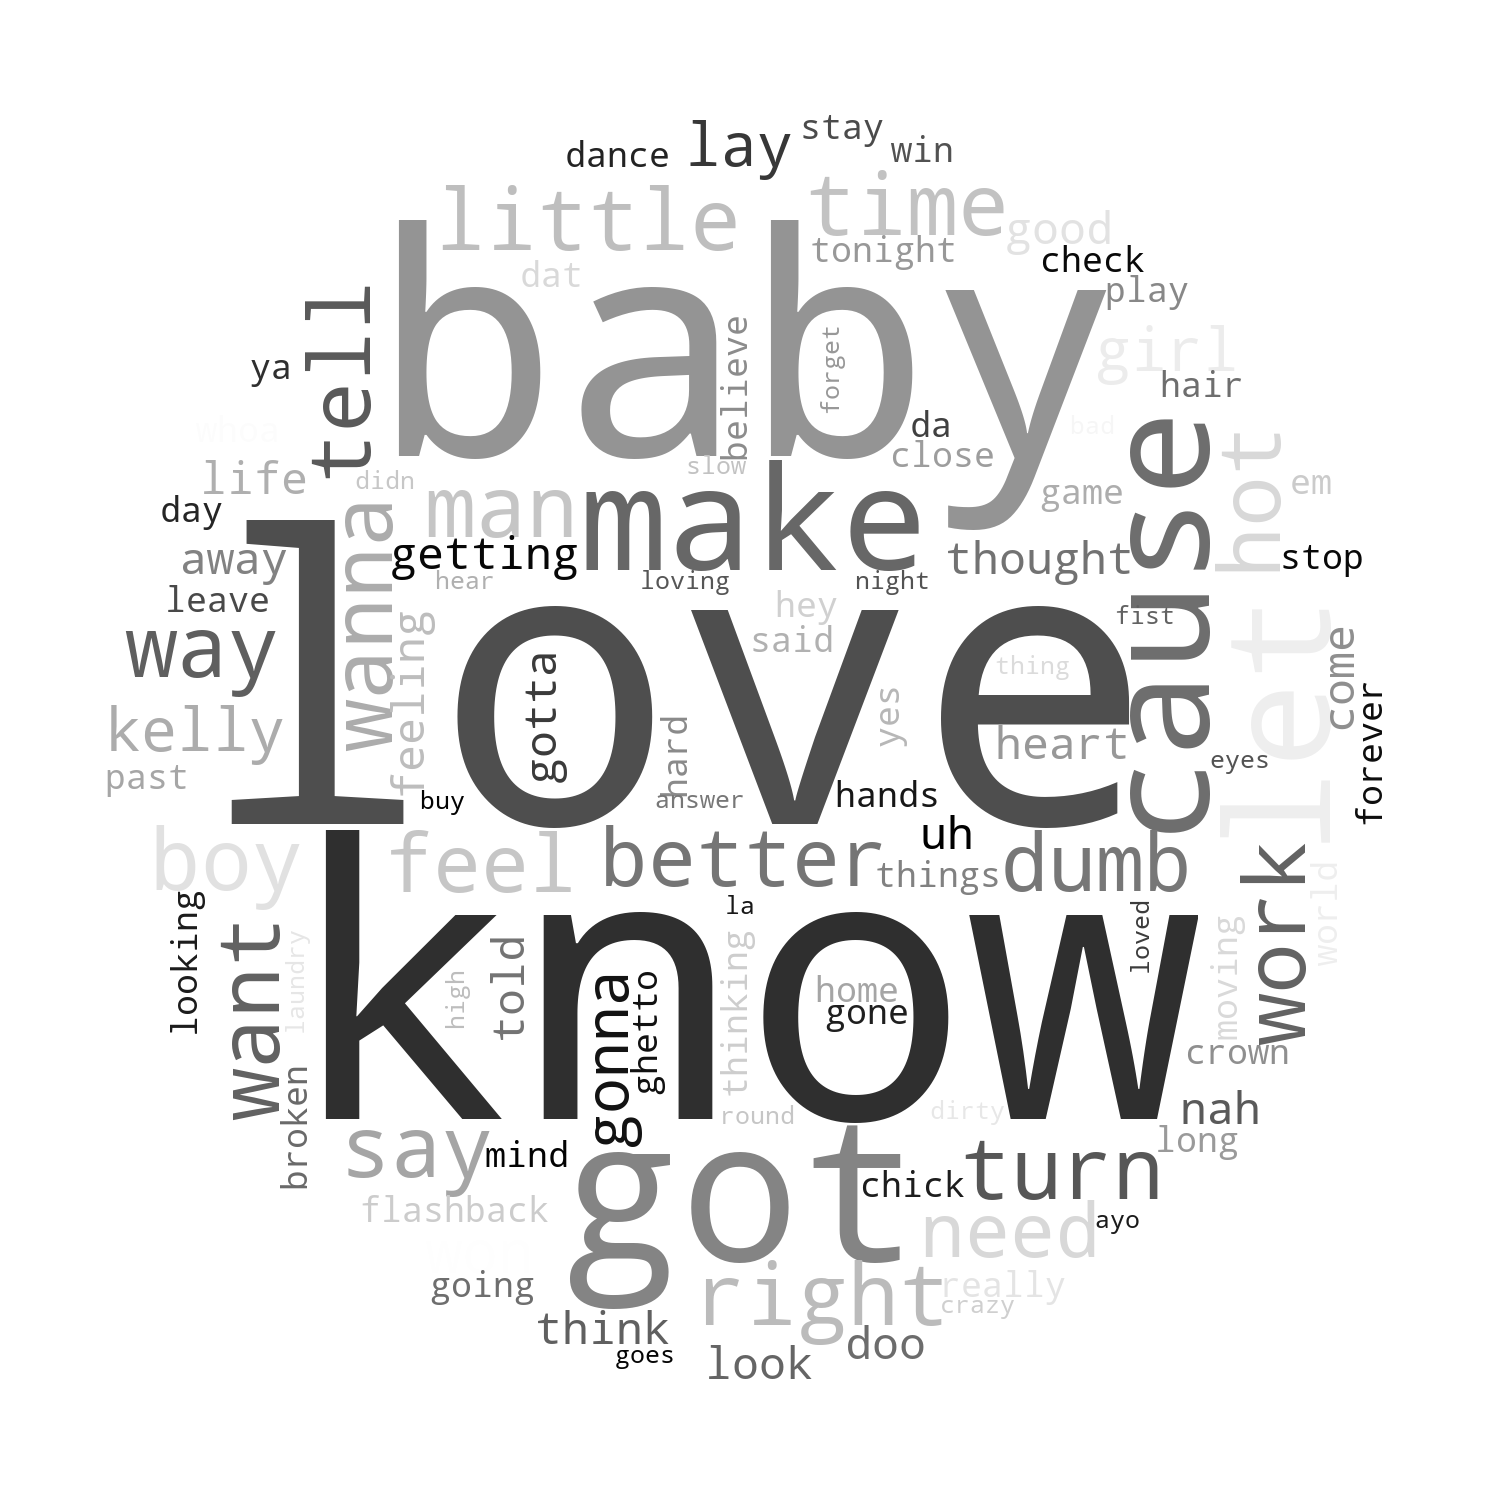 stay
dance
lay
win
little
time
good
tonight
baby
dat
check
play
tell
believe
forget
girl
ya
hair
cause
da
bad
whoa
close
hot
life
slow
didn
man
make
game
em
day
wanna
getting
thought
stop
away
love
hear
loving
night
leave
hey
fist
let
way
feeling
said
come
gotta
thing
kelly
hard
yes
heart
forever
past
eyes
buy
answer
hands
boy
feel
better
uh
dumb
things
work
world
looking
want
know
la
loved
laundry
told
thinking
moving
high
gonna
ghetto
home
gone
crown
broken
round
dirty
nah
say
mind
got
turn
long
chick
flashback
need
ayo
going
right
really
crazy
think
doo
goes
look